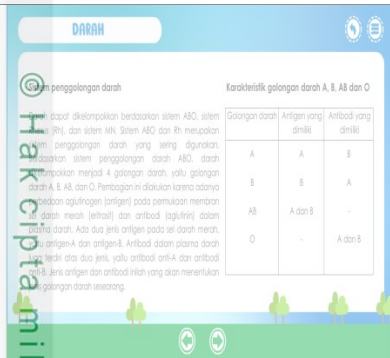 DARAH
Sistem penggolongan darah
Darah dapat dikelompokkan berdasarkan sistem ABO, sistem
(Rh), dan sistem MN. Sistem ABO dan Rh merupakan
sistem penggolongan darah yang sering digunakan.
Berdasarkan sistem penggolongan darah ABO, darah
dikelompokkan menjadi 4 golongan darah, yaitu golongan
darah A, B, AB, dan O. Pembagian ini dilakukan karena adanya
perbedaan aglutinogen (antigen) pada permukaan membran
sel darah merah (eritrosit) dan antibodi (aglutinin) dalam
plasma darah. Ada dua jenis antigen pada sel darah merah,
yaitu antigen-A dan antigen-B. Antibodi dalam plasma darah
juga terdiri atas dua jenis, yaitu antibodi anti-A dan antibodi
anti-B. Jenis antigen dan antibodi inilah yang akan menentukan
golongan darah seseorang.
Karakteristik golongan darah A, B, AB dan O
Golongan darah Antigen yang dimiliki Antibodi yang dimiliki
A A B
B B A
AB A dan B -
O - A dan B
© Hak cipta mi